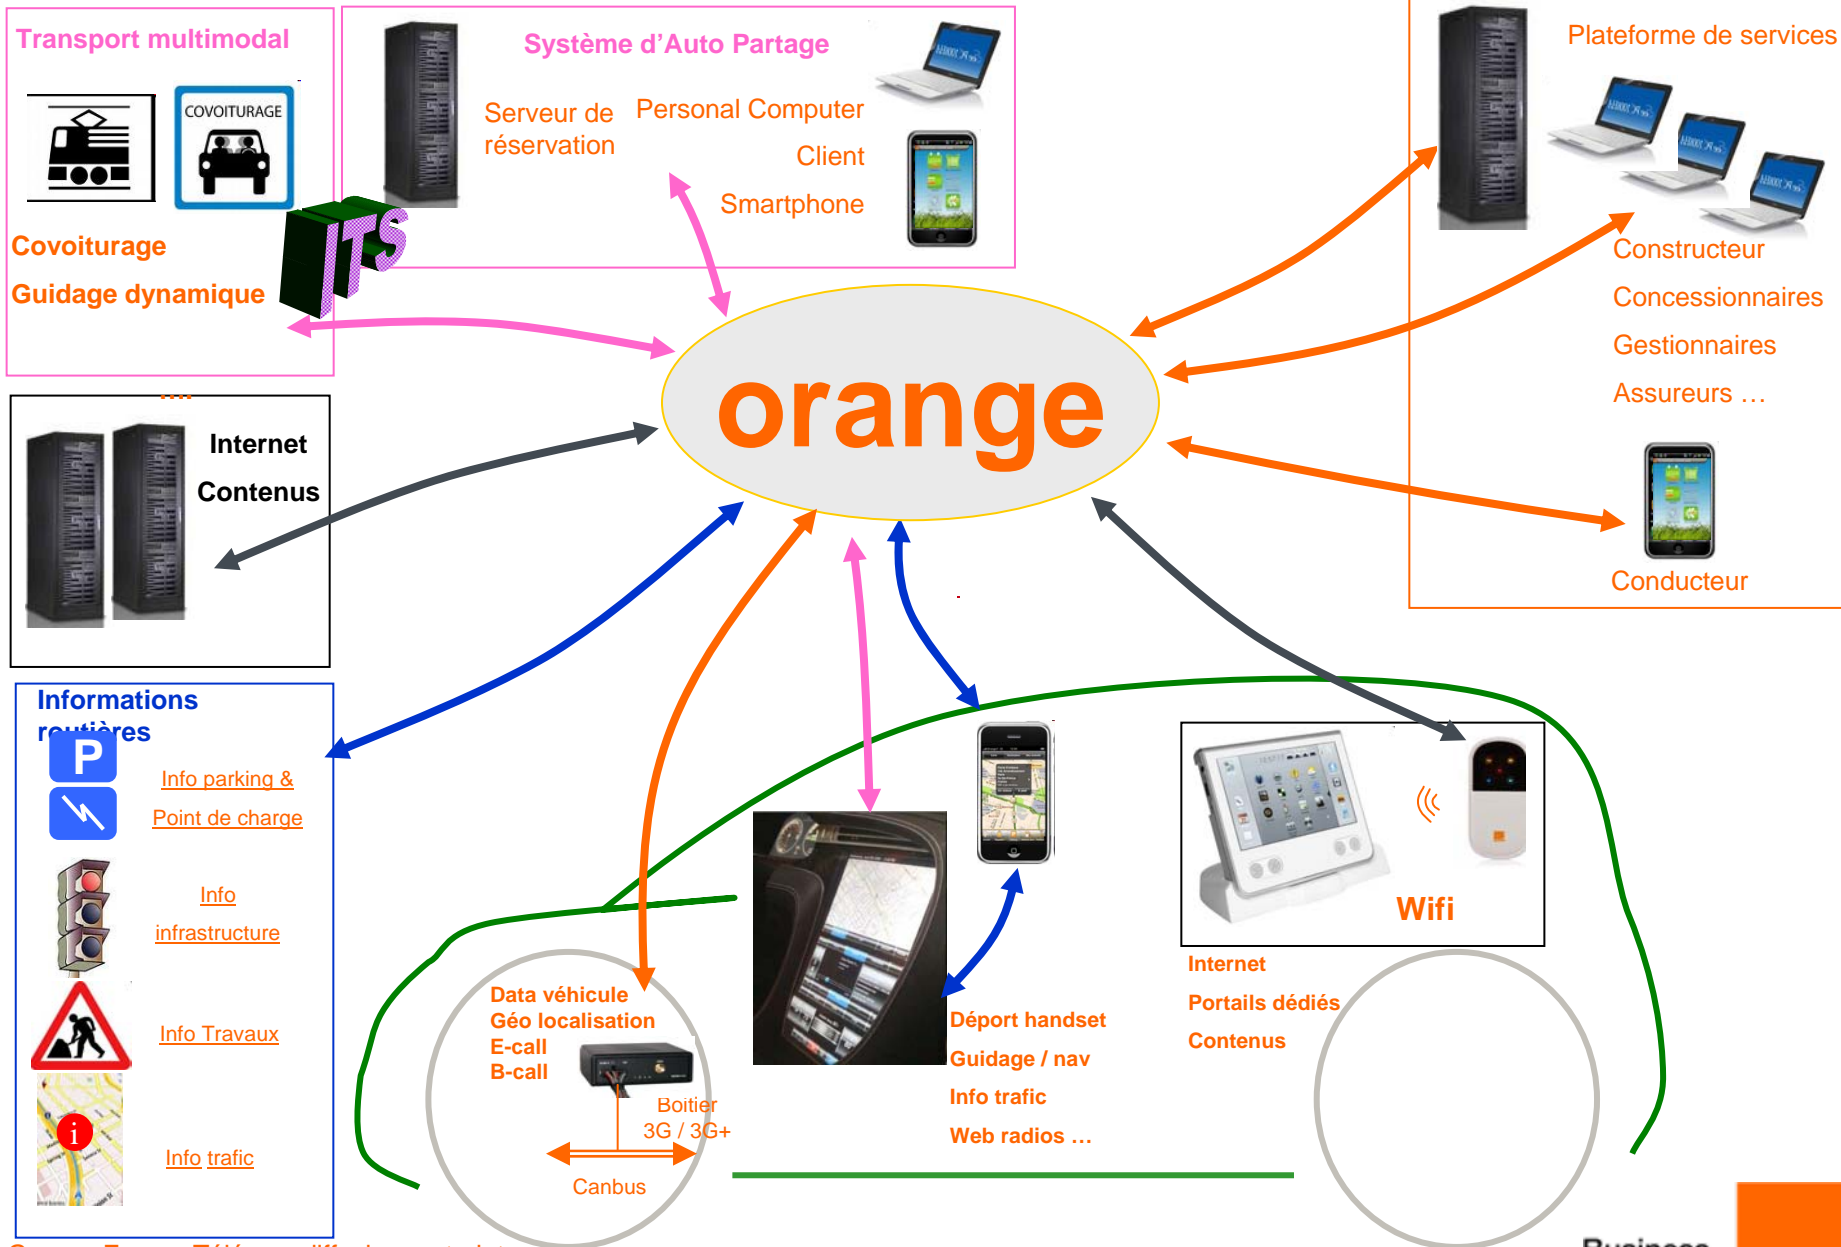 Transport multimodal
COVOITURAGE
Covoiturage
Guidage dynamique
ITS
Système d'Auto Partage
Serveur de
réservation
Personal Computer
Client
Smartphone
Plateforme de services
Constructeur
Concessionnaires
Gestionnaires
Assureurs …
Conducteur
orange
....
Internet
Contenus
Informations
routières
P
Info parking &
Point de charge
Info
infrastructure
Info Travaux
i
Info trafic
Data véhicule
Géo localisation
E-call
B-call
Boitier
3G / 3G+
Canbus
Déport handset
Guidage / nav
Info trafic
Web radios …
Wifi
Internet
Portails dédiés
Contenus
Business